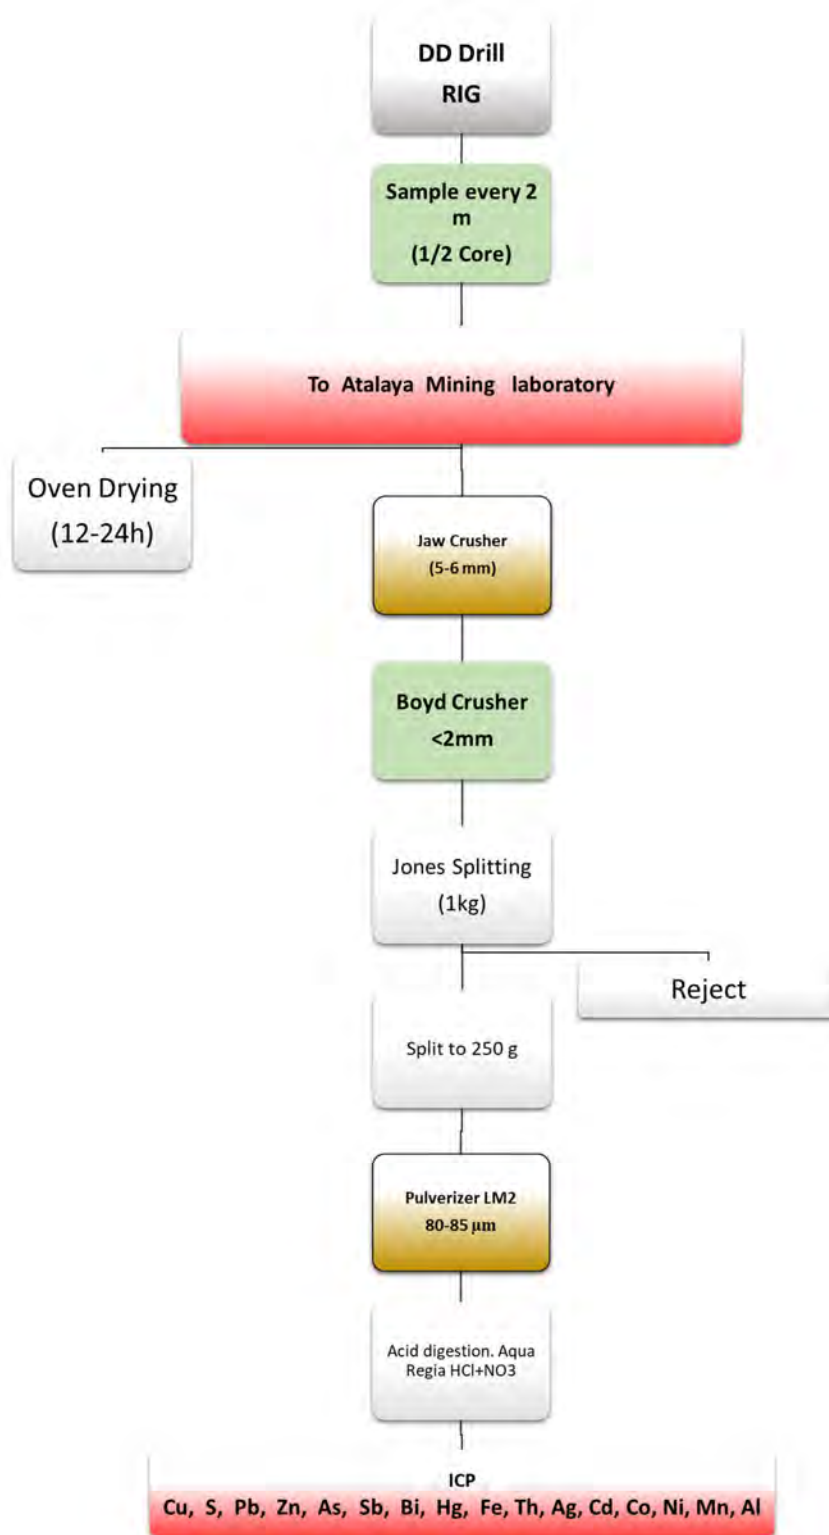 DD Drill
RIG
Sample every 2
m
(1/2 Core)
To Atalaya Mining laboratory
Oven Drying
(12-24h)
Jaw Crusher
(5-6 mm)
Boyd Crusher
<2mm
Jones Splitting
(1kg)
Reject
Split to 250 g
Pulverizer LM2
80-85 µm
Acid digestion. Aqua
Regia HCl+NO3
ICP
Cu, S, Pb, Zn, As, Sb, Bi, Hg, Fe, Th, Ag, Cd, Co, Ni, Mn, Al